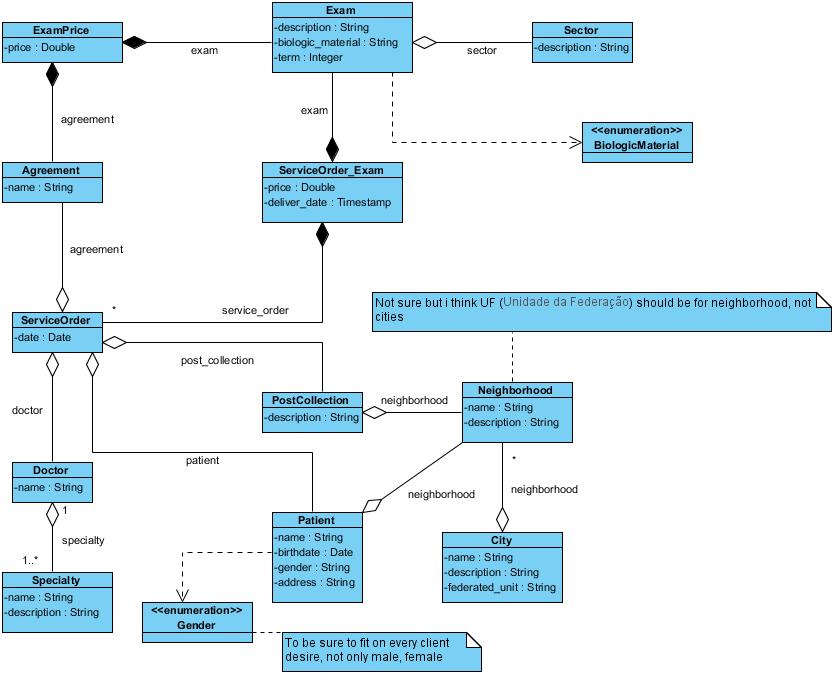 Exam
-description : String
-biologic_material : String
-term : Integer
ExamPrice
-price : Double
exam
sector
Sector
-description : String
agreement
exam
<<enumeration>>
BiologicMaterial
Agreement
-name : String
ServiceOrder_Exam
-price : Double
-deliver_date : Timestamp
agreement
*
service_order
Not sure but i think UF (Unidade da Federação) should be for neighborhood, not
cities
ServiceOrder
-date : Date
post_collection
doctor
PostCollection
-description : String
neighborhood
Neighborhood
-name : String
-description : String
patient
*
neighborhood
neighborhood
Doctor
-name : String
1
specialty
1..*
Specialty
-name : String
-description : String
Patient
-name : String
-birthdate : Date
-gender : String
-address : String
City
-name : String
-description : String
-federated_unit : String
<<enumeration>>
Gender
To be sure to fit on every client
desire, not only male, female